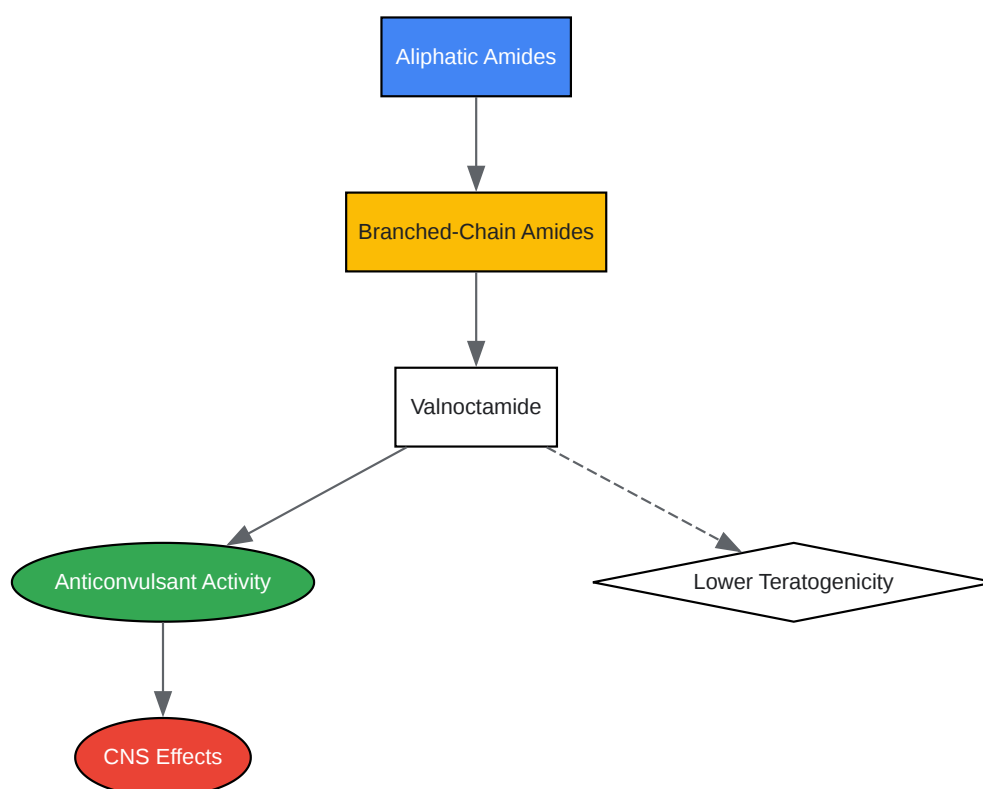 Aliphatic Amides
Branched-Chain Amides
Valnoctamide
Anticonvulsant Activity
Lower Teratogenicity
CNS Effects